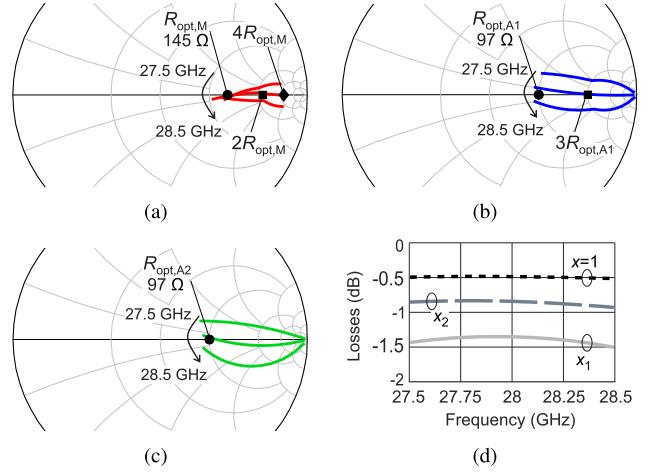 R_opt,M
145 Ω
4R_opt,M
27.5 GHz
28.5 GHz
2R_opt,M
(a)
R_opt,A1
97 Ω
27.5 GHz
28.5 GHz
3R_opt,A1
(b)
R_opt,A2
97 Ω
27.5 GHz
28.5 GHz
(c)
Losses (dB)
0
-0.5
-1
-1.5
-2
x=1
x_2
x_1
27.5 27.75 28 28.25 28.5
Frequency (GHz)
(d)